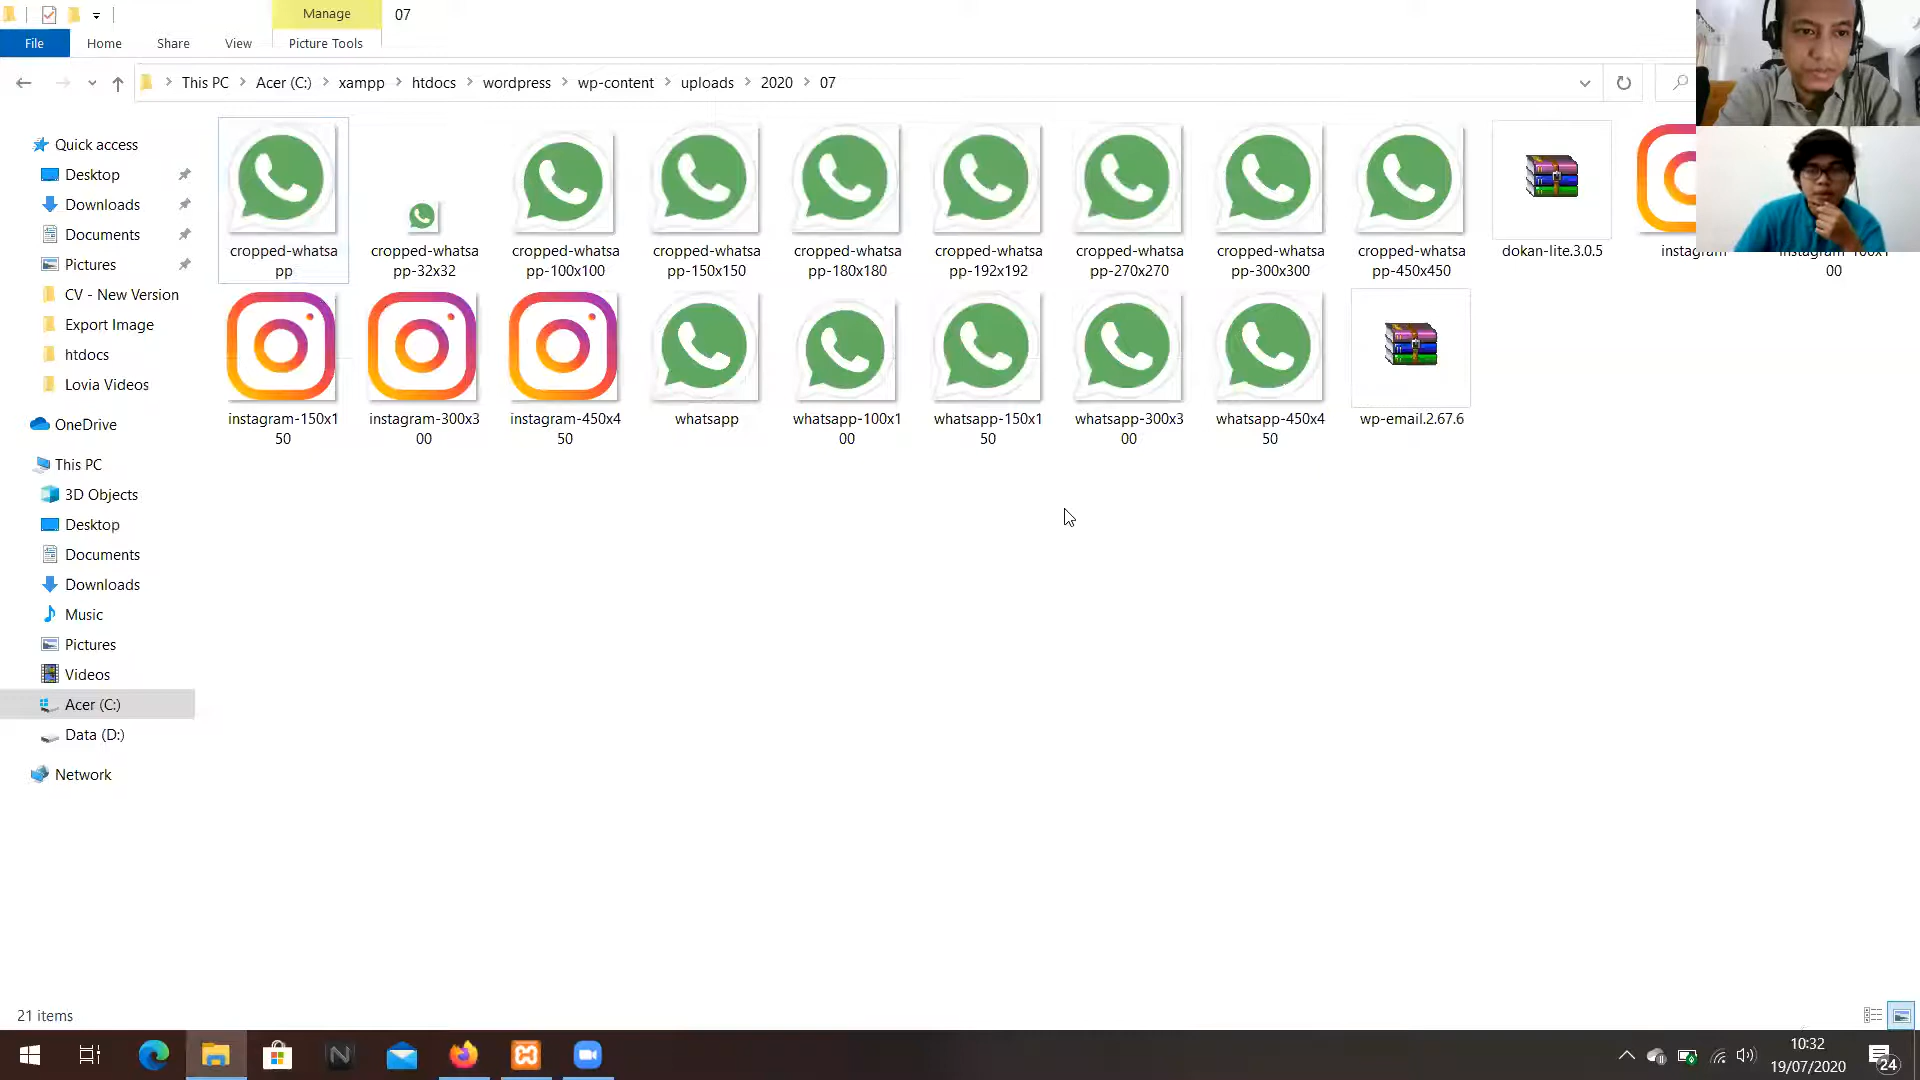 Manage
07
File
Home
Share
View
Picture Tools
This PC
Acer (C:)
xampp
htdocs
wordpress
wp-content
uploads
2020
07
Quick access
Desktop
Downloads
Documents
Pictures
CV - New Version
Export Image
htdocs
Lovia Videos
OneDrive
This PC
3D Objects
Desktop
Documents
Downloads
Music
Pictures
Videos
Acer (C:)
Data (D:)
Network
cropped-whatsa
pp
cropped-whatsa
pp-32x32
cropped-whatsa
pp-100x100
cropped-whatsa
pp-150x150
cropped-whatsa
pp-180x180
cropped-whatsa
pp-192x192
cropped-whatsa
pp-270x270
cropped-whatsa
pp-300x300
cropped-whatsa
pp-450x450
dokan-lite.3.0.5
instagram
00
instagram-150x1
50
instagram-300x3
00
instagram-450x4
50
whatsapp
whatsapp-100x1
00
whatsapp-150x1
50
whatsapp-300x3
00
whatsapp-450x4
50
wp-email.2.67.6
21 items
N
10:32
19/07/2020
24